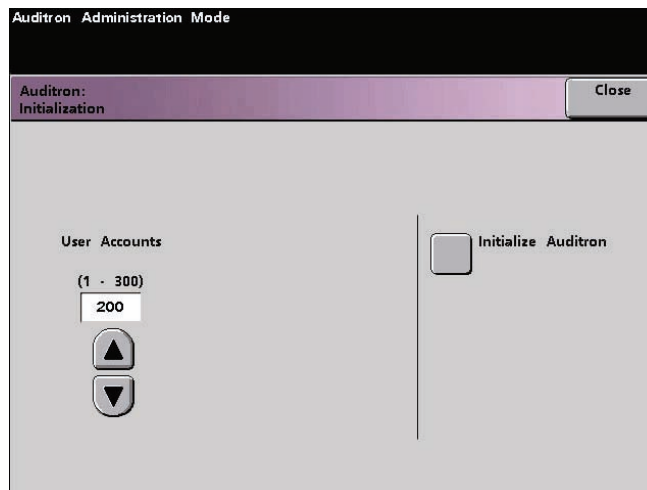 Auditron Administration Mode
Auditron:
Initialization
Close
User Accounts
(1 - 300)
200
Initialize Auditron